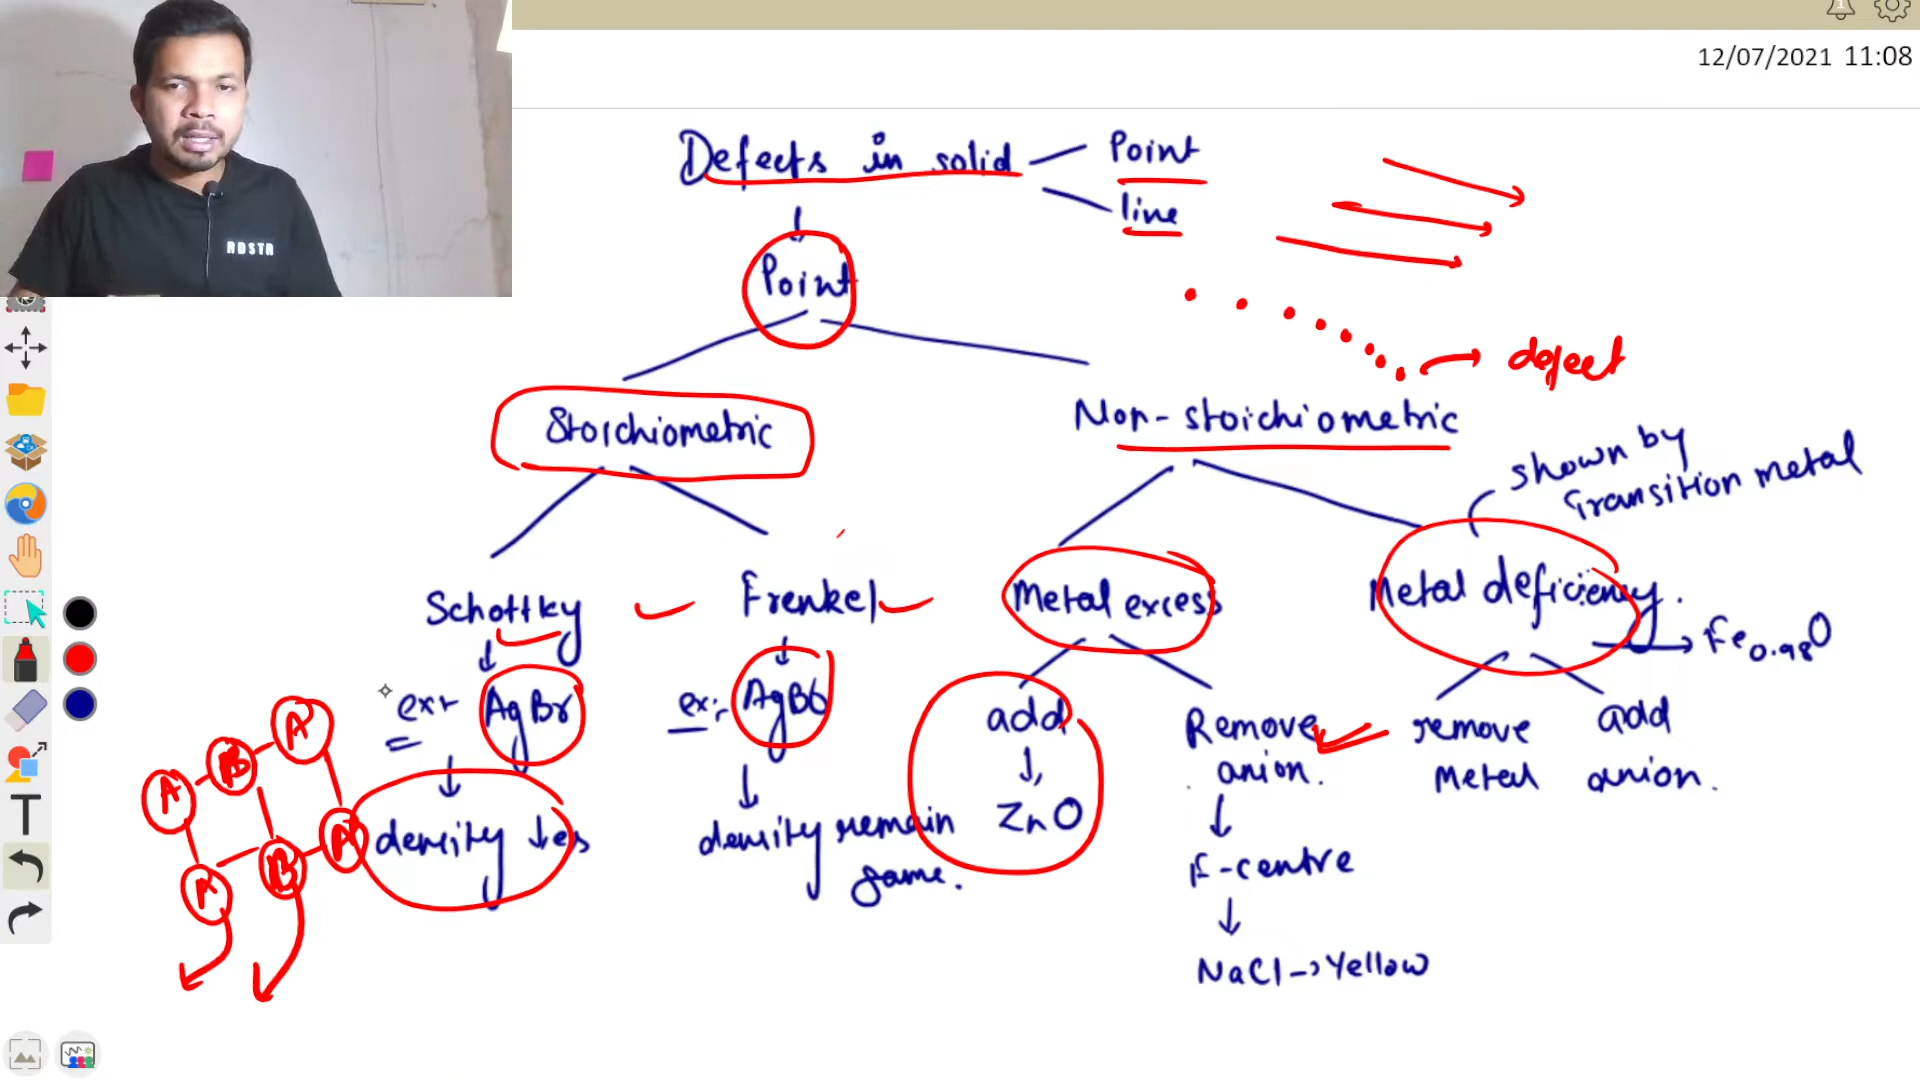 12/07/2021 11:08
Defects in solid
Point
line
Point
defect
Stoichiometric
Non-stoichiometric
shown by
Transition metal
Schottky
Frenkel
Metal excess
Metal deficiency.
Fe0.98O
ex:-
AgBr
ex:-
AgBr
add
Remove
anion.
remove
Metal
add
anion.
A
B
A
A
B
A
density ↓es
density remain
same.
ZnO
F-centre
NaCl→Yellow
RDSTR
T